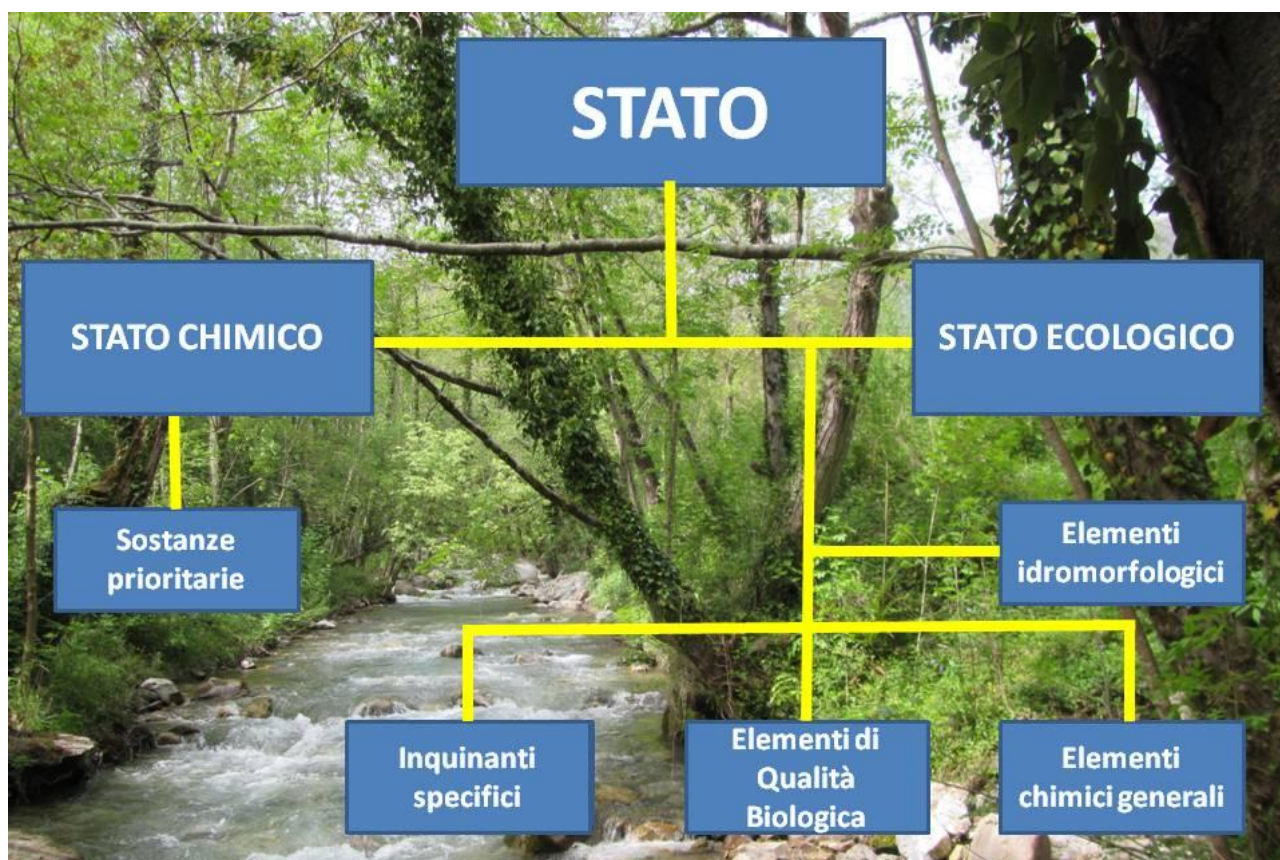 STATO
STATO CHIMICO
STATO ECOLOGICO
Sostanze
prioritarie
Elementi
idromorfologici
Inquinanti
specifici
Elementi di
Qualità
Biologica
Elementi
chimici generali